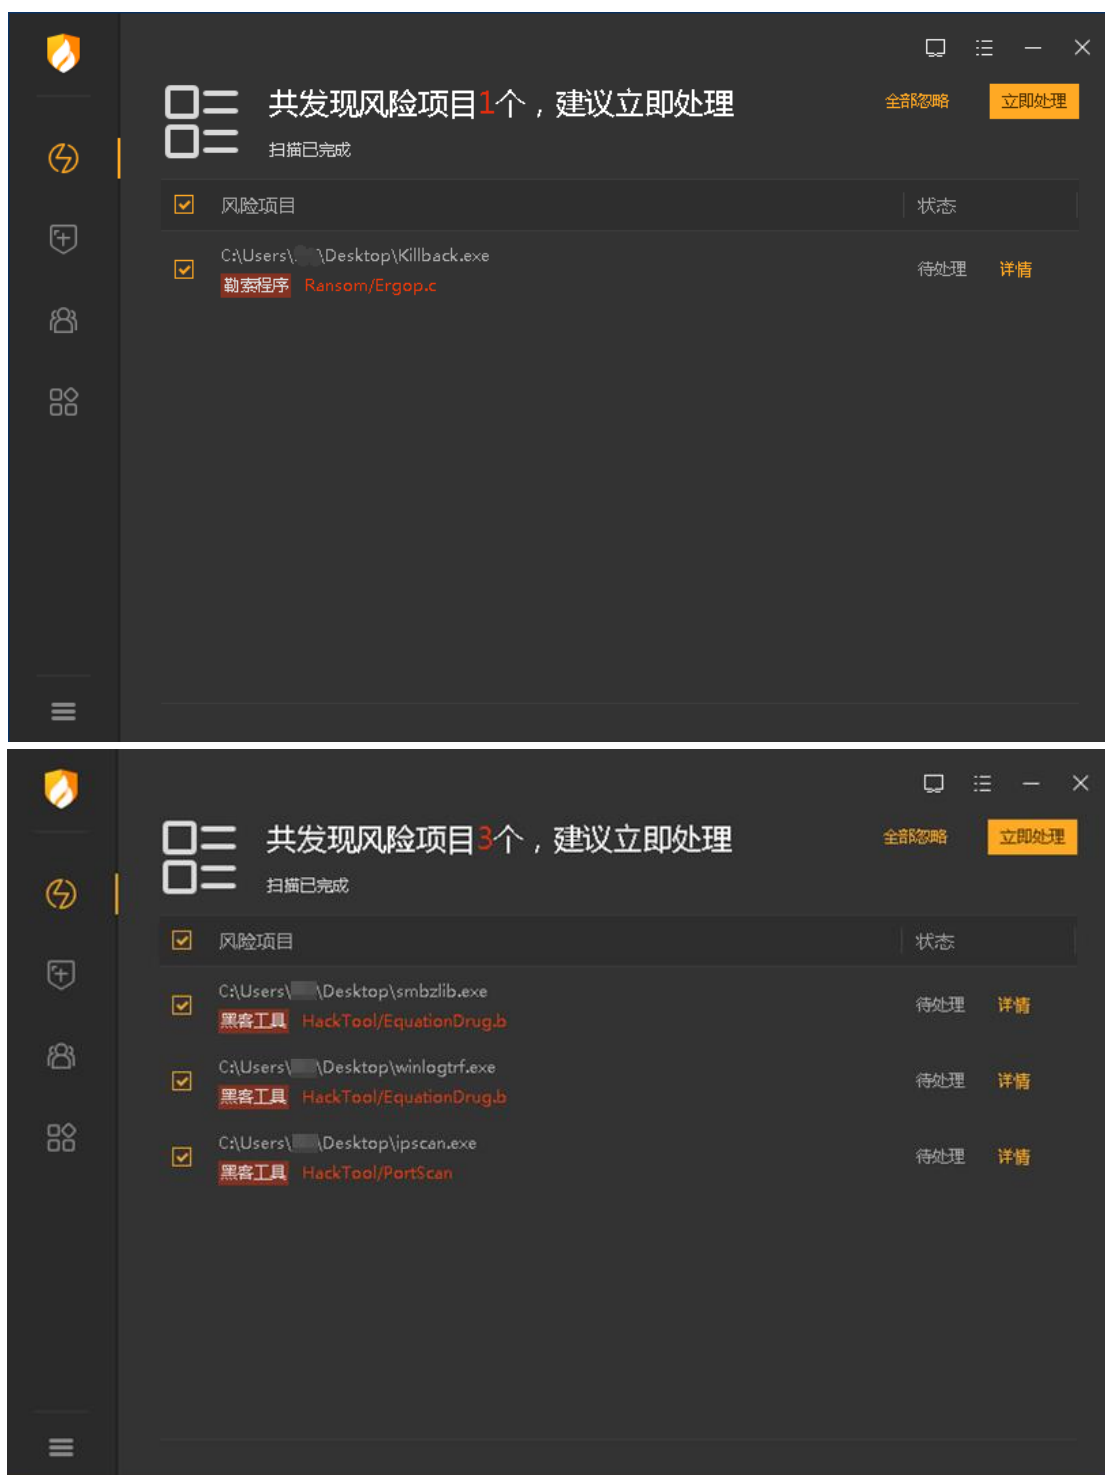 共发现风险项目1个，建议立即处理
全部忽略
立即处理
扫描已完成
风险项目
状态
C:\Users\ \Desktop\Killback.exe
待处理
详情
勒索程序 Ransom/Ergop.c
共发现风险项目3个，建议立即处理
全部忽略
立即处理
扫描已完成
风险项目
状态
C:\Users\ \Desktop\smbzlib.exe
待处理
详情
黑客工具 HackTool/EquationDrug.b
C:\Users\ \Desktop\winlogtrf.exe
待处理
详情
黑客工具 HackTool/EquationDrug.b
C:\Users\ \Desktop\ipscan.exe
待处理
详情
黑客工具 HackTool/PortScan